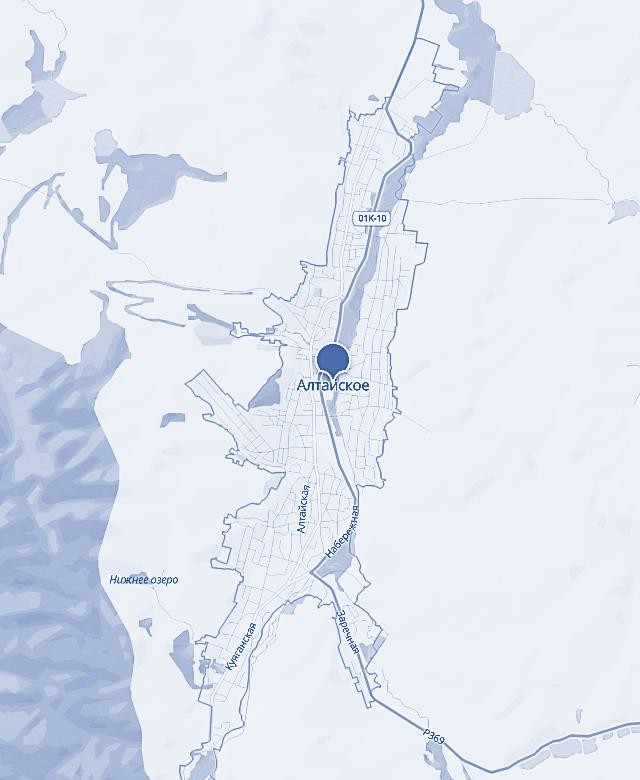 01К-10
Алтайское
Алтайская
Набережная
Нижнее озеро
Заречная
Куяганская
Р369